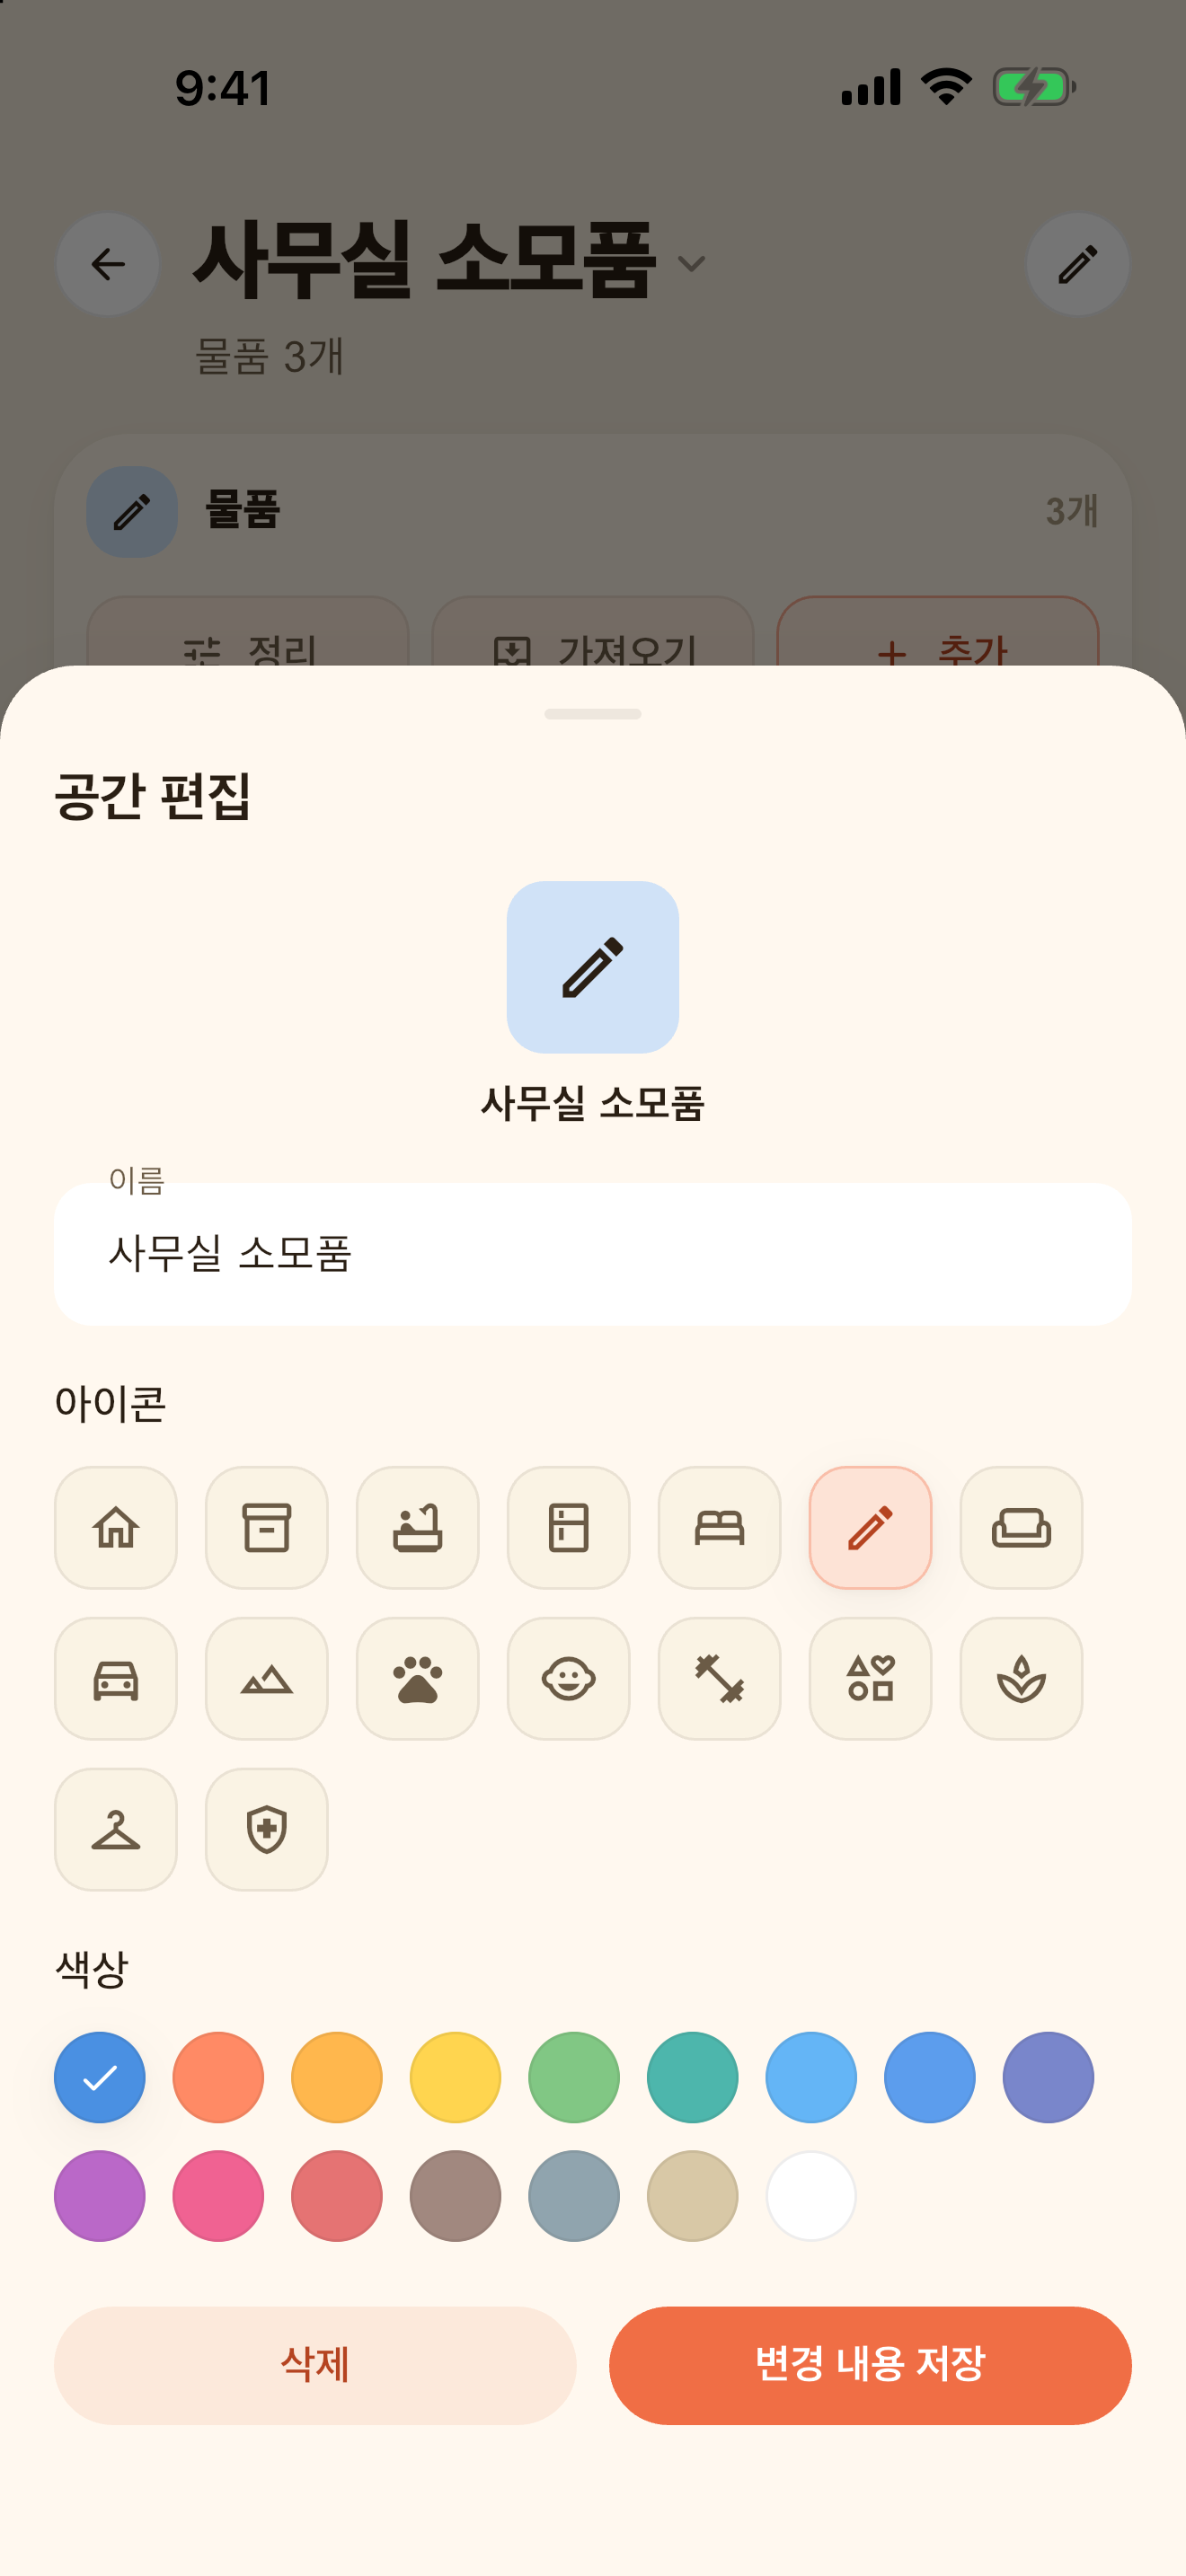 9:41
사무실 소모품
물품 3개
물품
3개
정리
가져오기
추가
공간 편집
사무실 소모품
이름
사무실 소모품
아이콘
색상
삭제
변경 내용 저장